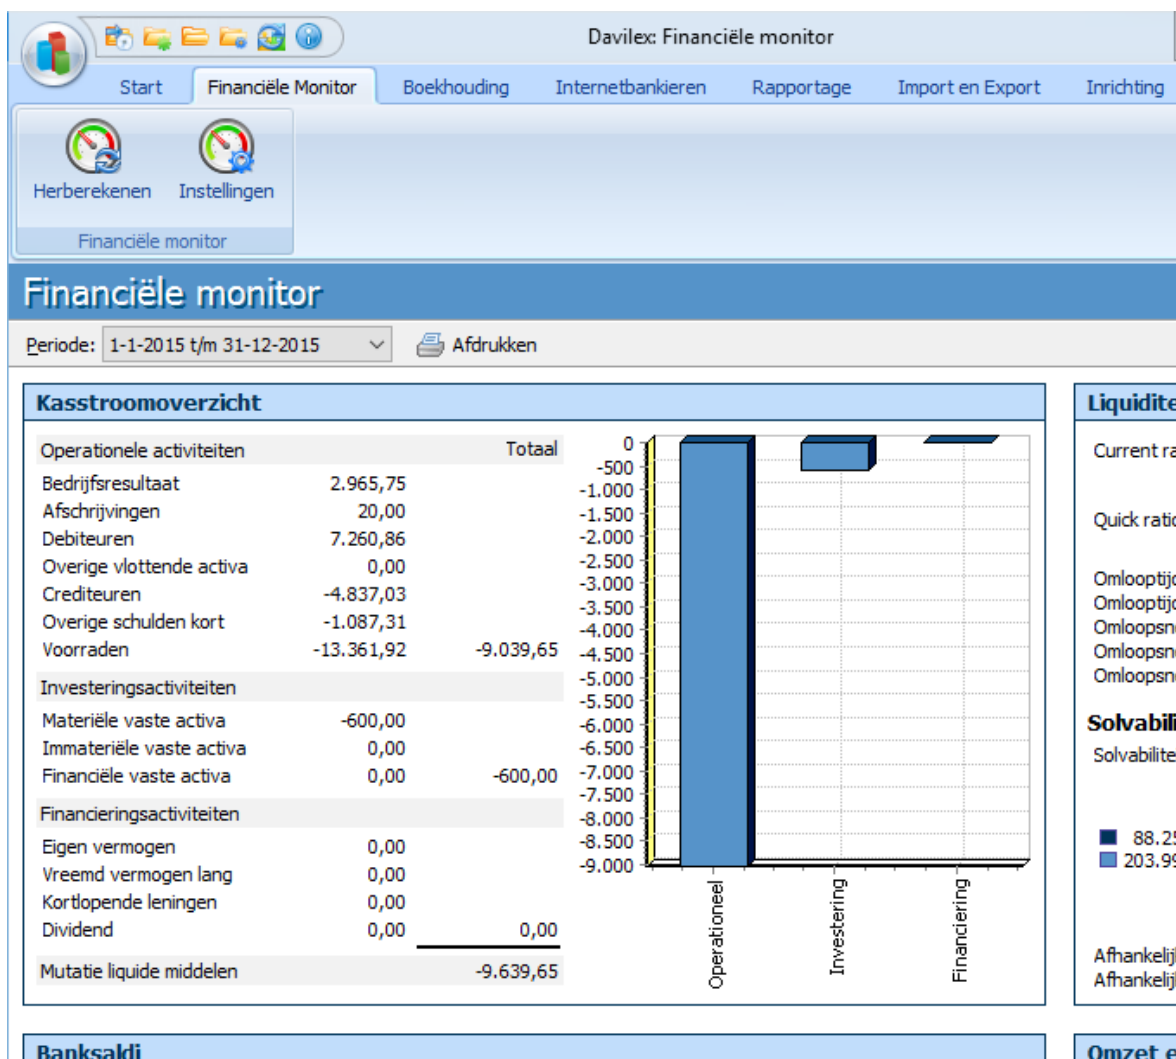 Davilex: Financiële monitor
Start Financiële Monitor Boekhouding Internetbankieren Rapportage Import en Export Inrichting
Herberekenen Instellingen
Financiële monitor
Financiële monitor
Periode: 1-1-2015 t/m 31-12-2015 Afdrukken
Kasstroomoverzicht
Operationele activiteiten Totaal
Bedrijfsresultaat 2.965,75
Afschrijvingen 20,00
Debiteuren 7.260,86
Overige vlottende activa 0,00
Crediteuren -4.837,03
Overige schulden kort -1.087,31
Voorraden -13.361,92 -9.039,65
Investeringsactiviteiten
Materiële vaste activa -600,00
Immateriële vaste activa 0,00
Financiële vaste activa 0,00 -600,00
Financieringsactiviteiten
Eigen vermogen 0,00
Vreemd vermogen lang 0,00
Kortlopende leningen 0,00
Dividend 0,00 0,00
Mutatie liquide middelen -9.639,65
0
-500
-1.000
-1.500
-2.000
-2.500
-3.000
-3.500
-4.000
-4.500
-5.000
-5.500
-6.000
-6.500
-7.000
-7.500
-8.000
-8.500
-9.000
Operationeel
Investering
Financiering
Current
Quick
Banksaldi
Omzet